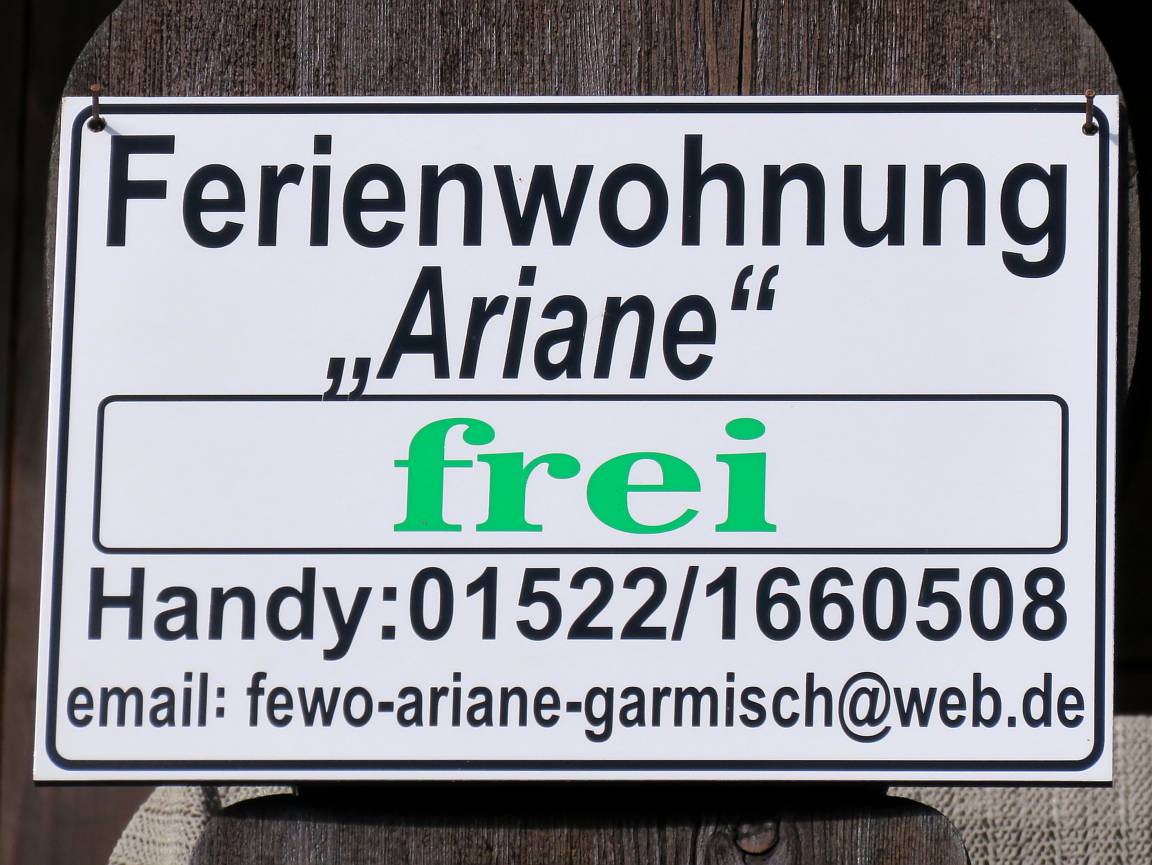 Ferienwohnung
„Ariane“
frei
Handy:01522/1660508
email: fewo-ariane-garmisch@web.de